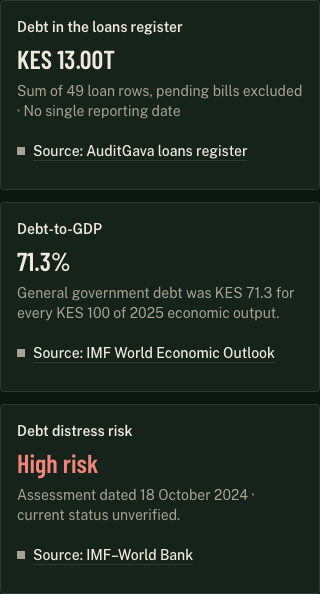 Debt in the loans register
KES 13.00T
Sum of 49 loan rows, pending bills excluded
· No single reporting date
Source: AuditGava loans register
Debt-to-GDP
71.3%
General government debt was KES 71.3 for
every KES 100 of 2025 economic output.
Source: IMF World Economic Outlook
Debt distress risk
High risk
Assessment dated 18 October 2024 ·
current status unverified.
Source: IMF–World Bank